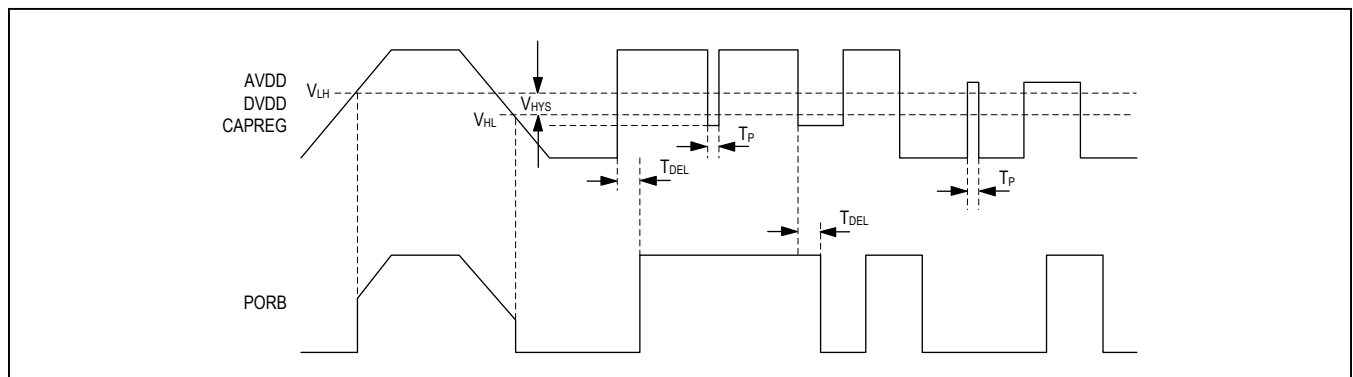 AVDD
DVDD
CAPREG
VLH
VHL
VHYS
TP
TDEL
TDEL
TP
PORB